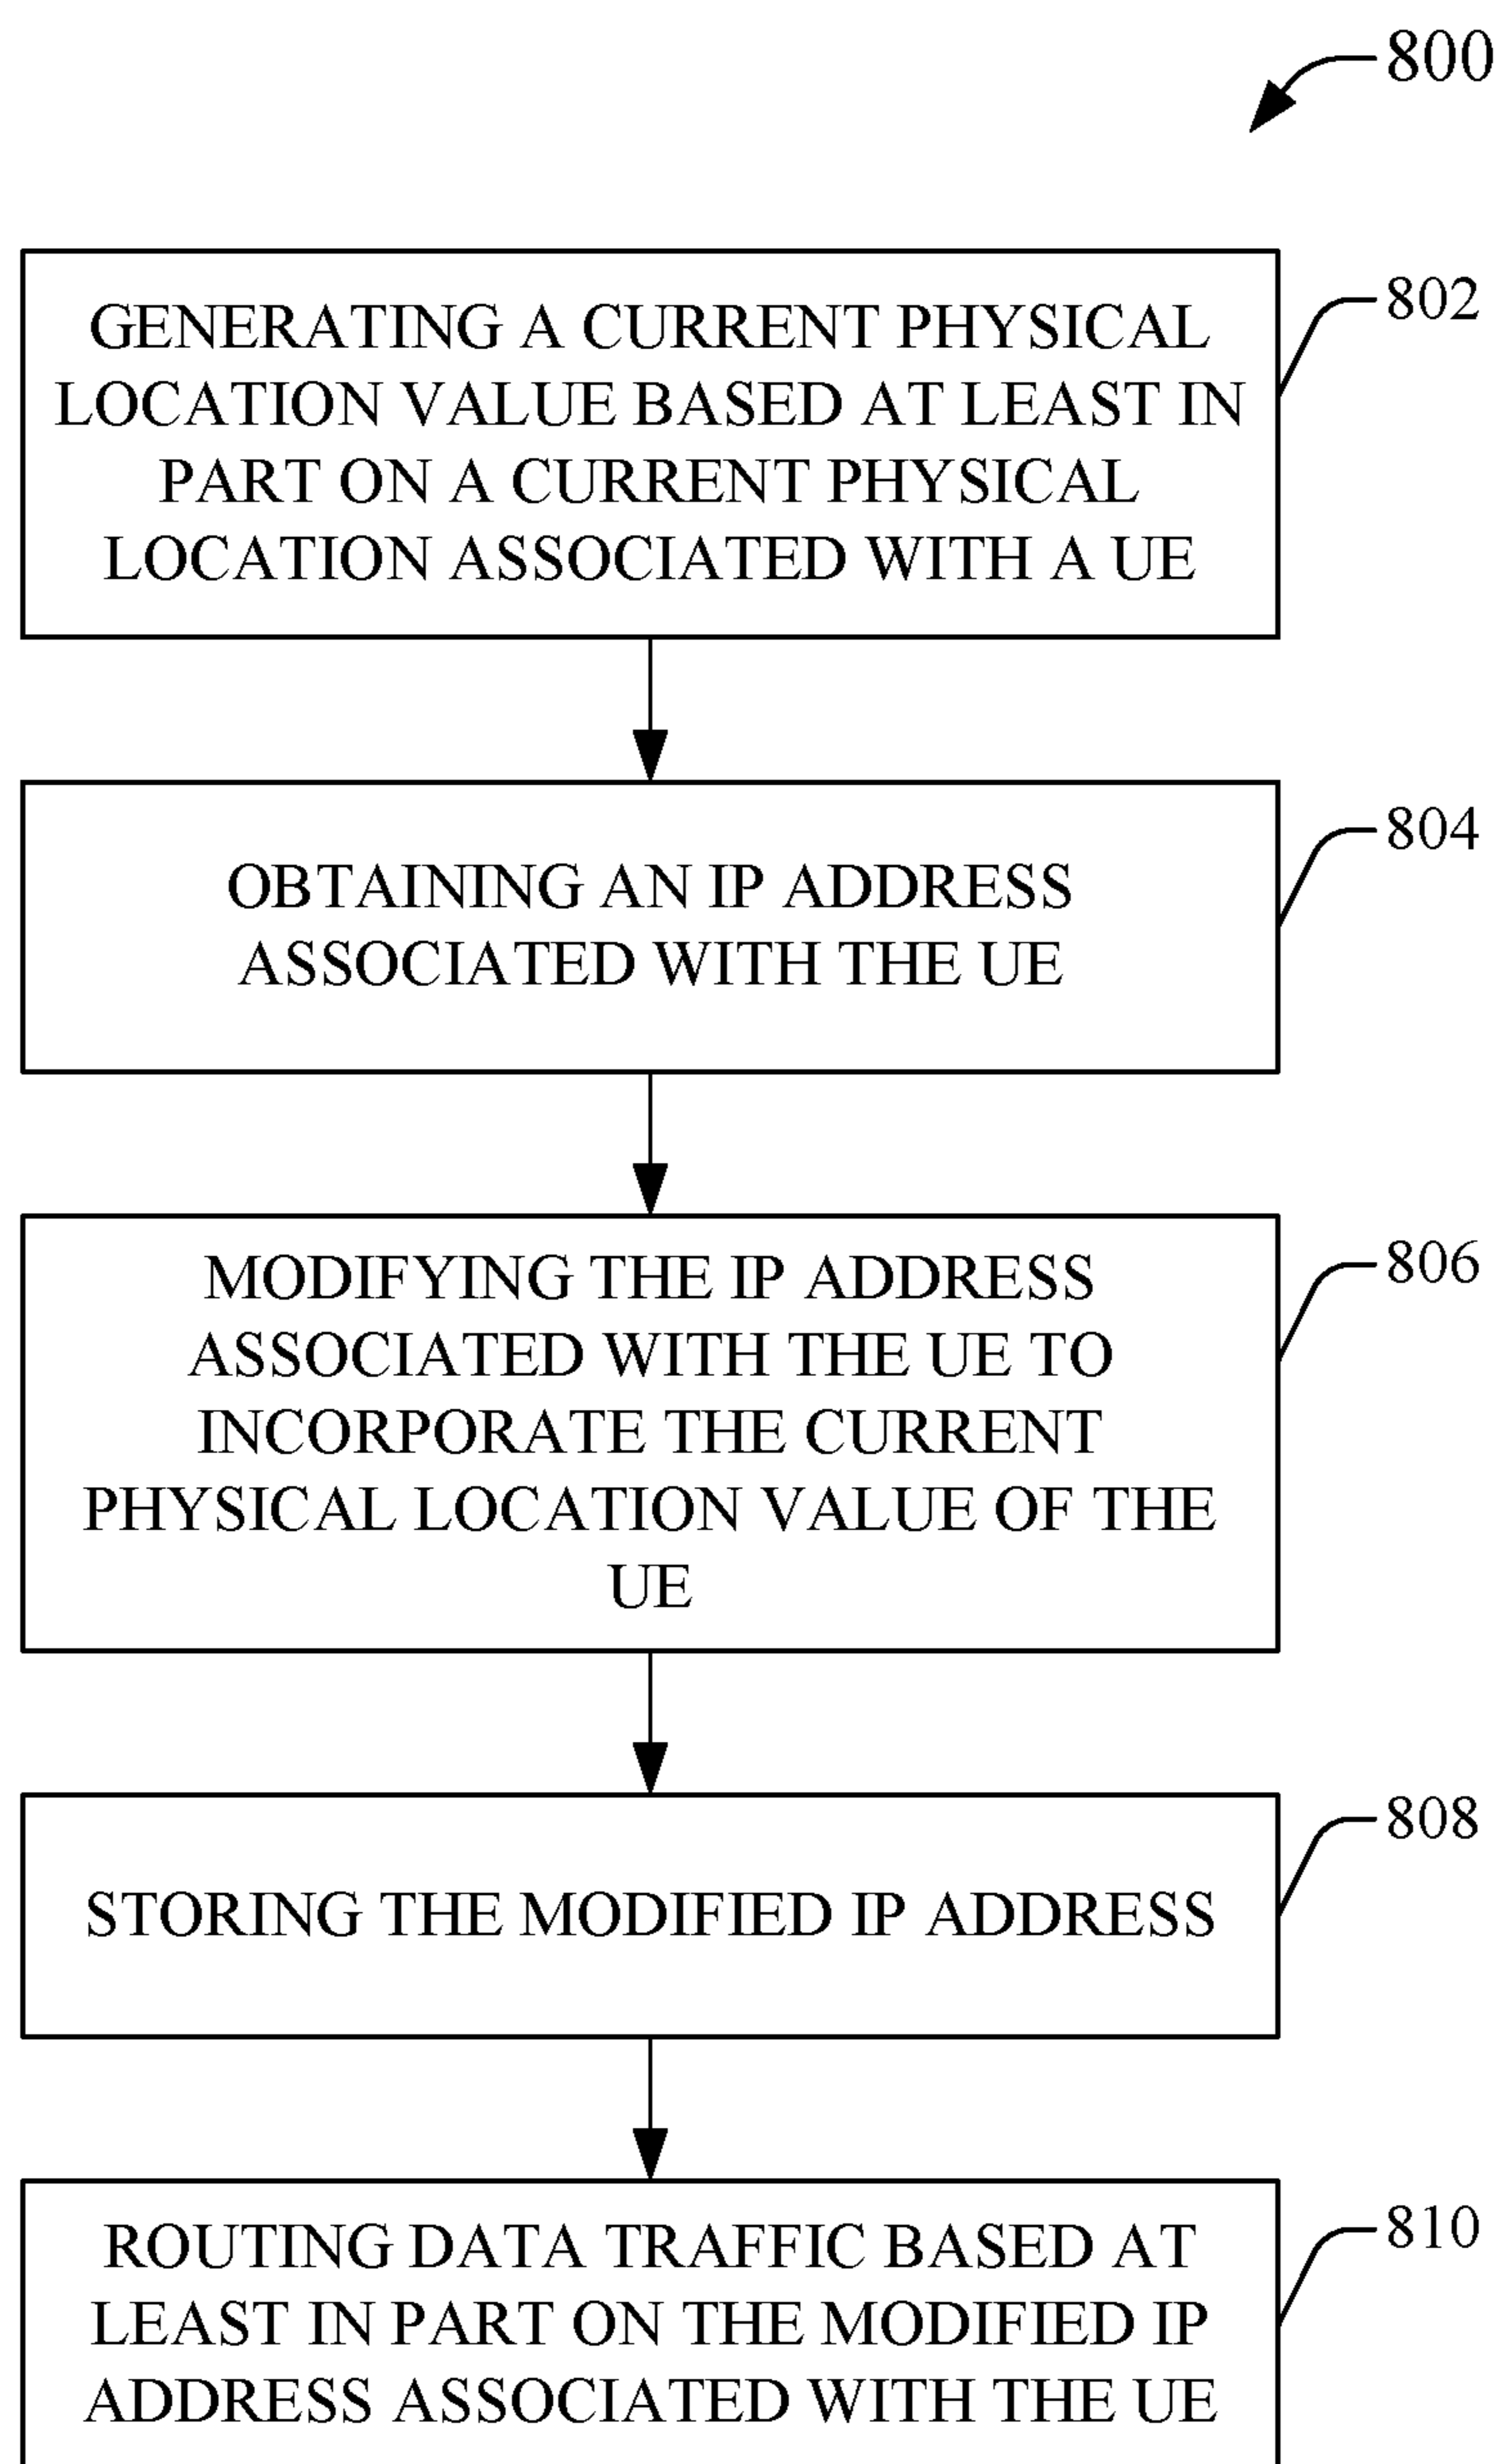 800
GENERATING A CURRENT PHYSICAL
LOCATION VALUE BASED AT LEAST IN
PART ON A CURRENT PHYSICAL
LOCATION ASSOCIATED WITH A UE
802
OBTAINING AN IP ADDRESS
ASSOCIATED WITH THE UE
804
MODIFYING THE IP ADDRESS
ASSOCIATED WITH THE UE TO
INCORPORATE THE CURRENT
PHYSICAL LOCATION VALUE OF THE
UE
806
STORING THE MODIFIED IP ADDRESS
808
ROUTING DATA TRAFFIC BASED AT
LEAST IN PART ON THE MODIFIED IP
ADDRESS ASSOCIATED WITH THE UE
810